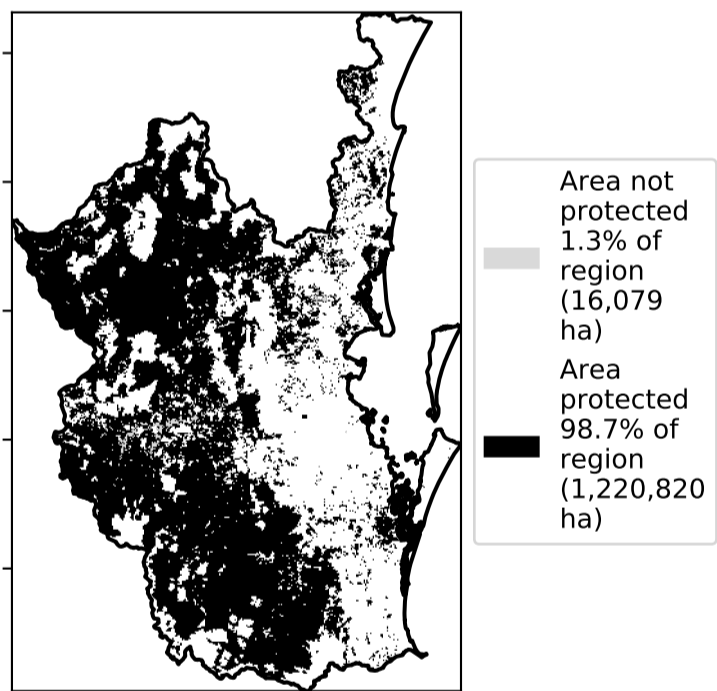 Area not
protected
1.3% of
region
(16,079
ha)
Area
protected
98.7% of
region
(1,220,820
ha)